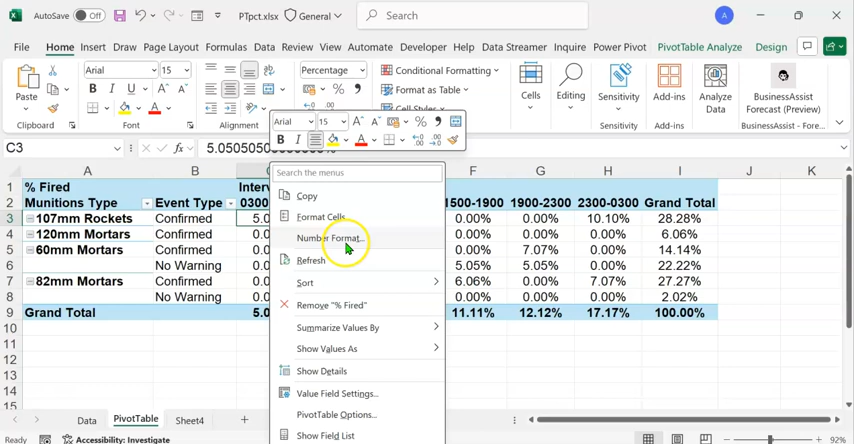 AutoSave Off PTpct.xlsx General Search A
File Home Insert Draw Page Layout Formulas Data Review View Automate Developer Help Data Streamer Inquire Power Pivot PivotTable Analyze Design
Paste Arial 15 Percentage Conditional Formatting
B I U A A % Format as Table
Cells Editing Sensitivity Add-ins Analyze Data BusinessAssist Forecast (Preview)
Clipboard Font Alignment Sensitivity Add-ins BusinessAssist - Fore...
Arial 15 A A %
B I A
C3 fx
A B F G H I J K
1 % Fired
2 Munitions Type Event Type 0300 1500-1900 1900-2300 2300-0300 Grand Total
3 107mm Rockets Confirmed 0.00% 0.00% 10.10% 28.28%
4 120mm Mortars Confirmed 0.00% 0.00% 0.00% 6.06%
5 60mm Mortars Confirmed 0.00% 7.07% 0.00% 14.14%
6 No Warning 5.05% 5.05% 0.00% 22.22%
7 82mm Mortars Confirmed 6.06% 0.00% 7.07% 27.27%
8 No Warning 0.00% 0.00% 0.00% 2.02%
9 Grand Total 11.11% 12.12% 17.17% 100.00%
10
11
12
13
14
15
Search the menus
Copy
Format Cells...
Number Format...
Refresh
Sort
Remove "% Fired"
Summarize Values By
Show Values As
Show Details
Value Field Settings...
PivotTable Options...
Show Field List
Data PivotTable Sheet4
Ready Accessibility: Investigate 92%